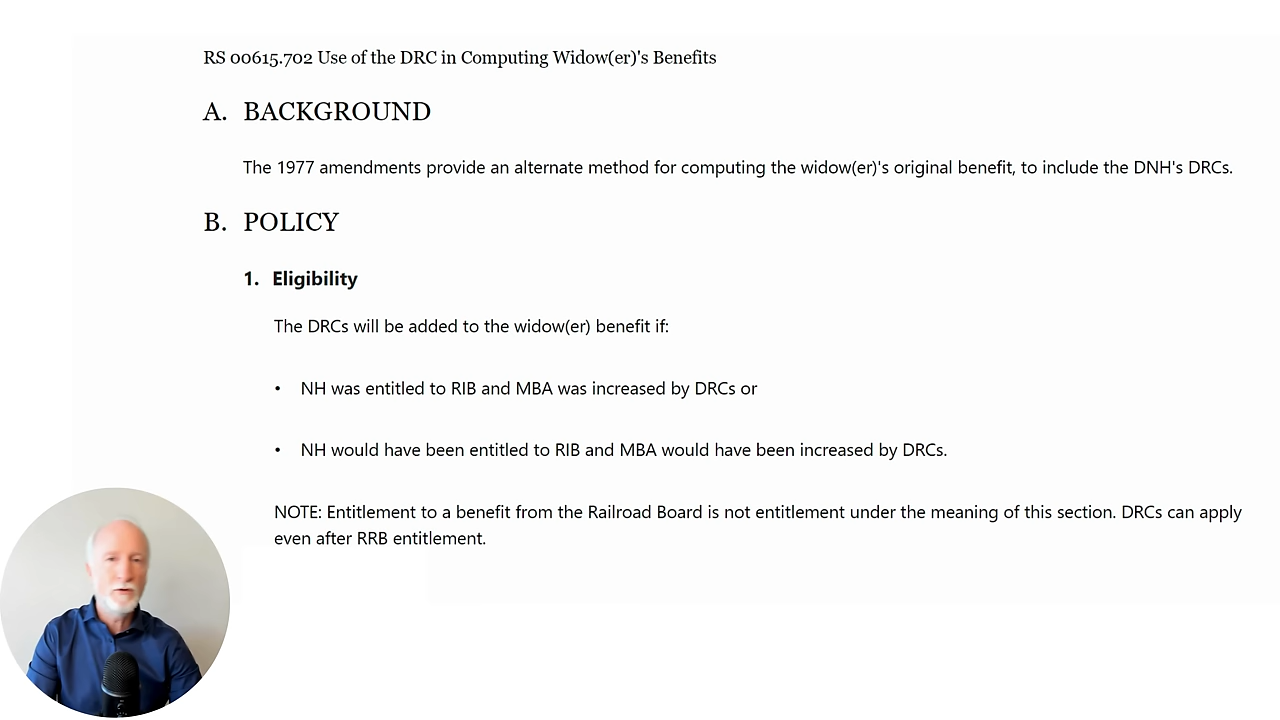 RS 00615.702 Use of the DRC in Computing Widow(er)'s Benefits
A. BACKGROUND
The 1977 amendments provide an alternate method for computing the widow(er)'s original benefit, to include the DNH's DRCs.
B. POLICY
1. Eligibility
The DRCs will be added to the widow(er) benefit if:
• NH was entitled to RIB and MBA was increased by DRCs or
• NH would have been entitled to RIB and MBA would have been increased by DRCs.
NOTE: Entitlement to a benefit from the Railroad Board is not entitlement under the meaning of this section. DRCs can apply
even after RRB entitlement.